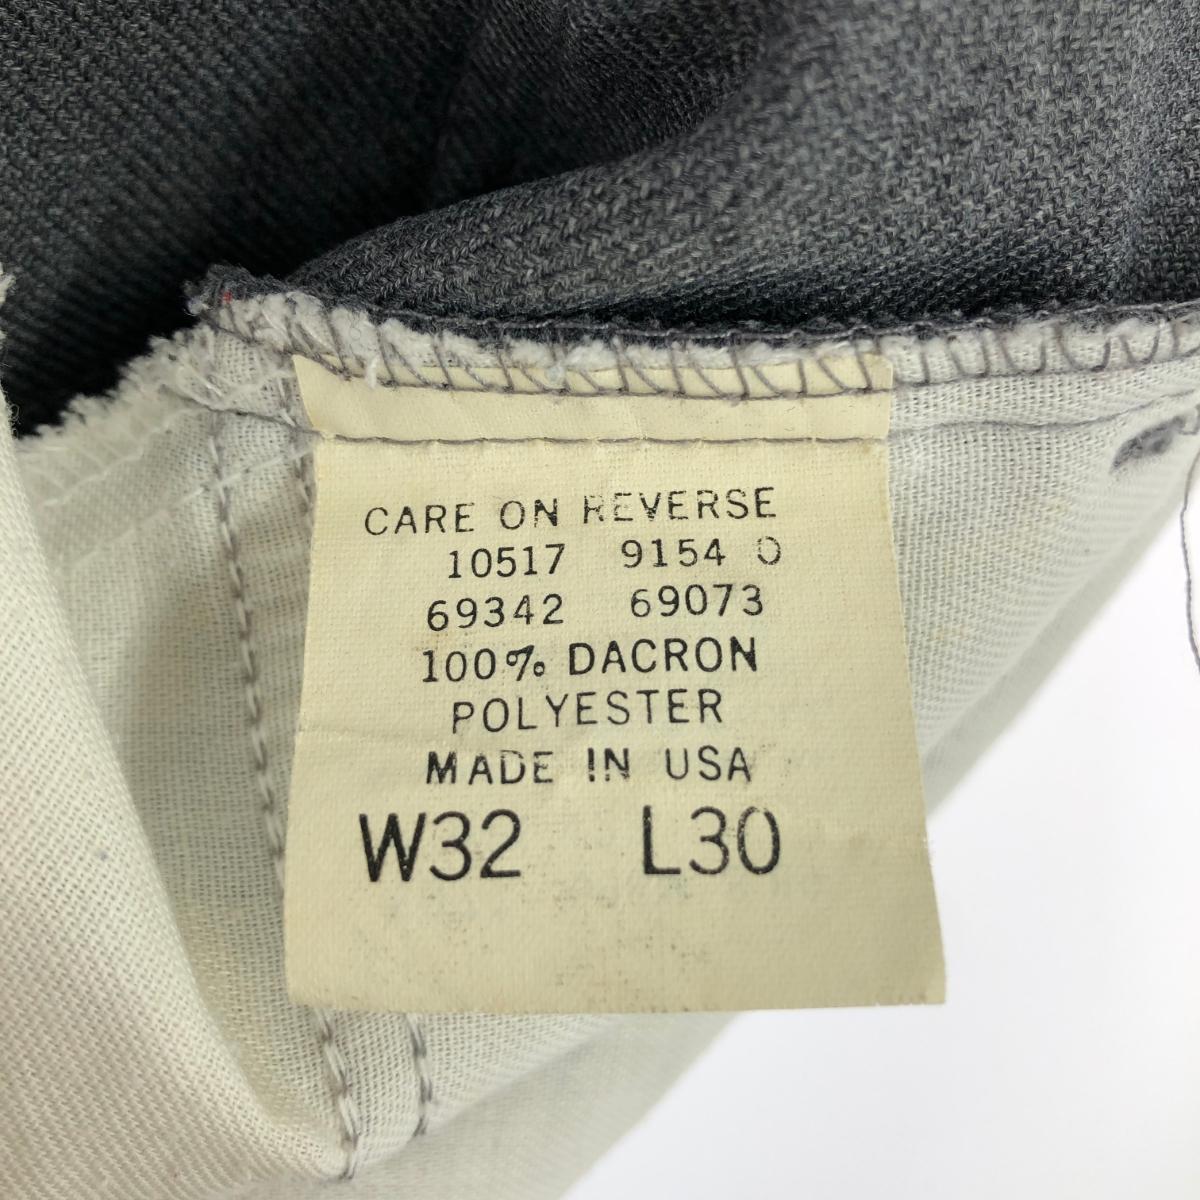 CARE ON REVERSE
10517 9154 0
69342 69073
100% DACRON
POLYESTER
MADE IN USA
W32 L30